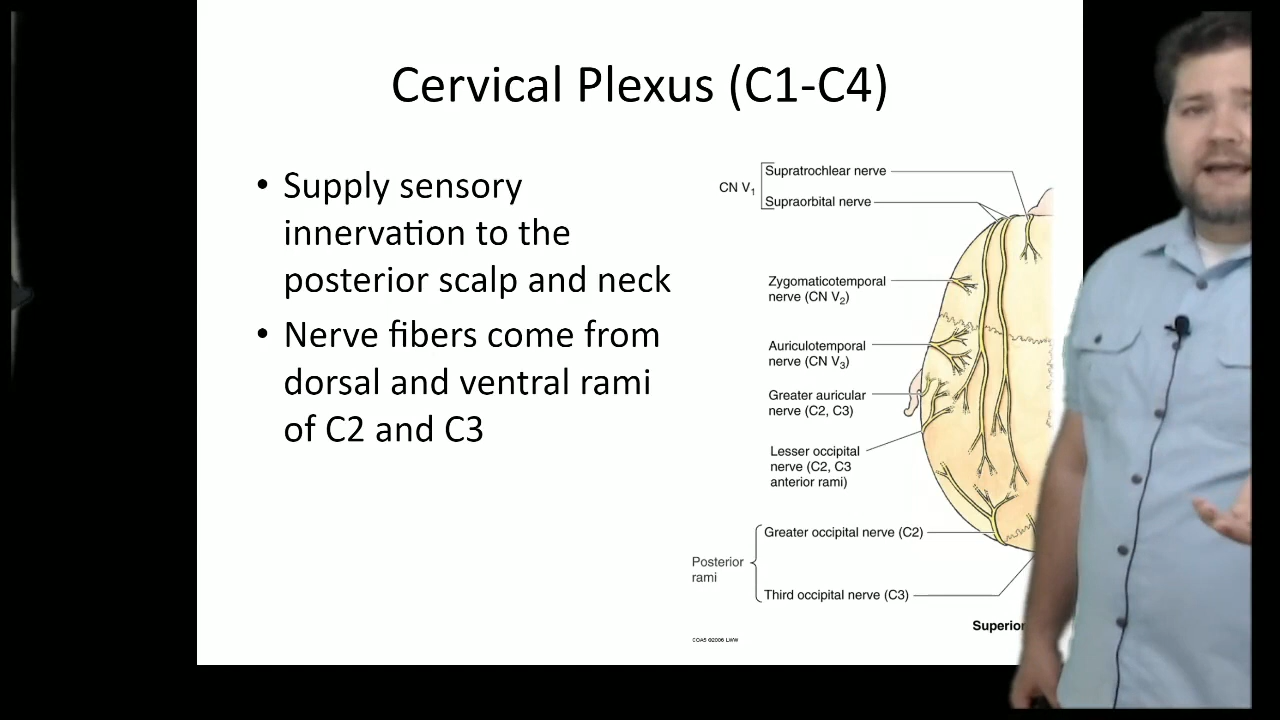 Cervical Plexus (C1-C4)
• Supply sensory
innervation to the
posterior scalp and neck
• Nerve fibers come from
dorsal and ventral rami
of C2 and C3
CN V1
Supratrochlear nerve
Supraorbital nerve
Zygomaticotemporal
nerve (CN V2)
Auriculotemporal
nerve (CN V3)
Greater auricular
nerve (C2, C3)
Lesser occipital
nerve (C2, C3
anterior rami)
Posterior
rami
Greater occipital nerve (C2)
Third occipital nerve (C3)
Superior
COA5 ©2006 LWW